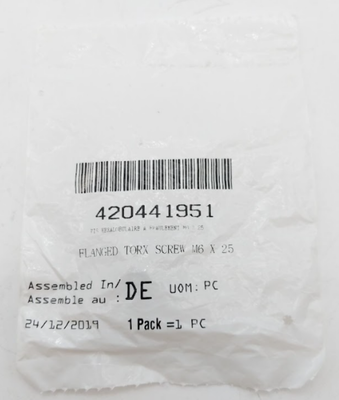 420441951
FLANGED TORX SCREW M6 X 25
Assembled In/
Assemble au : DE UOM: PC
24/12/2019 1 Pack =1 PC